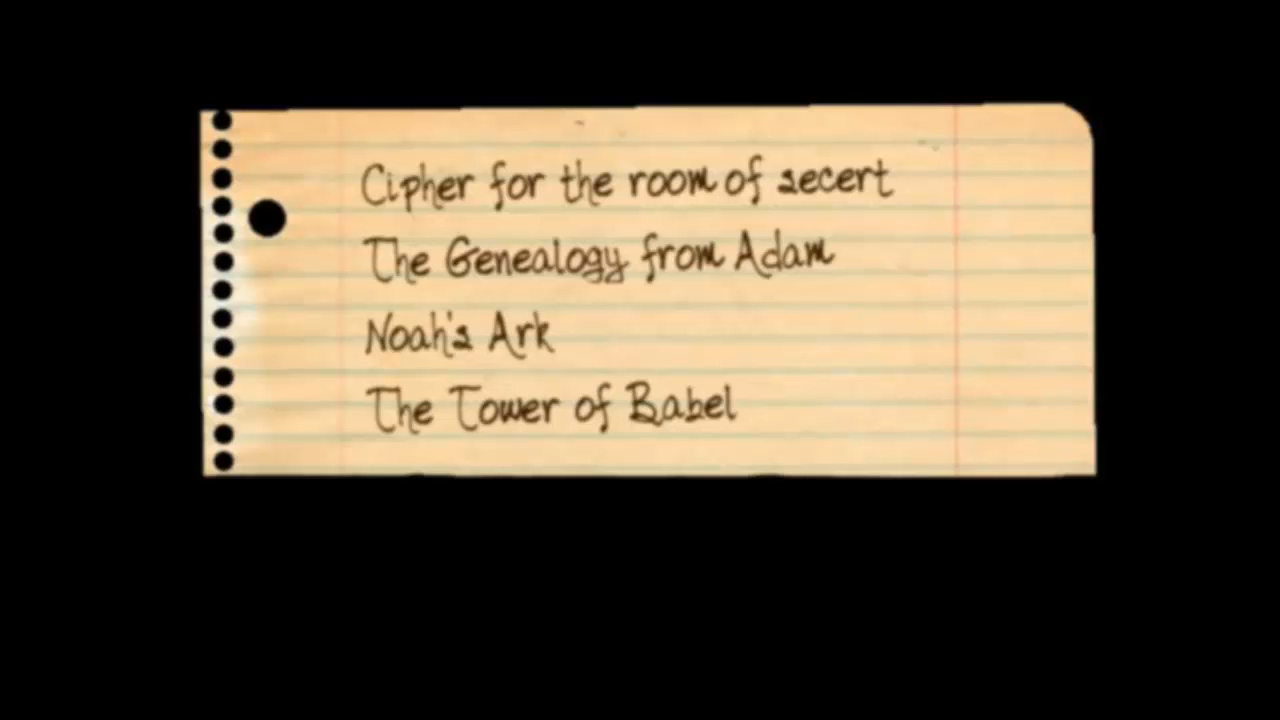 Cipher for the room of secert
The Genealogy from Adam
Noah's Ark
The Tower of Babel